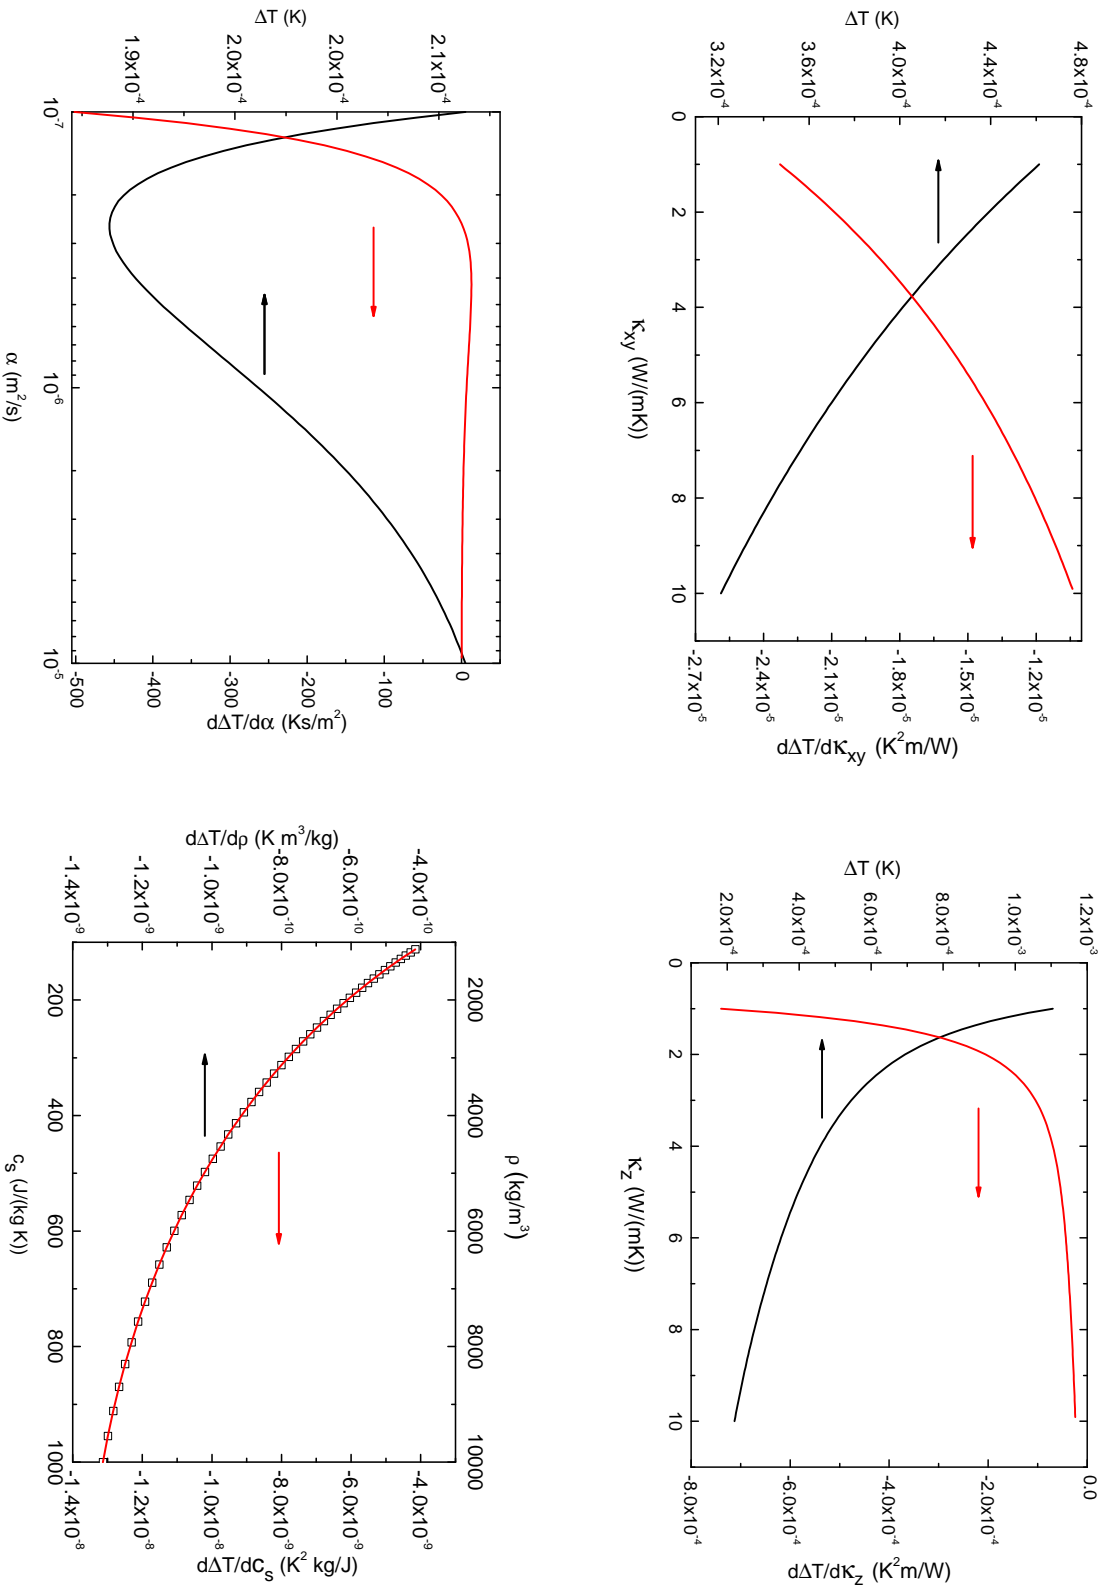 ΔT (K)
4.8x10⁻⁴
4.4x10⁻⁴
4.0x10⁻⁴
3.6x10⁻⁴
3.2x10⁻⁴
0
2
4
6
8
10
κxy (W/(mK))
-1.2x10⁻⁵
-1.5x10⁻⁵
-1.8x10⁻⁵
-2.1x10⁻⁵
-2.4x10⁻⁵
-2.7x10⁻⁵
dΔT/dκxy (K²m/W)
ΔT (K)
1.2x10⁻³
1.0x10⁻³
8.0x10⁻⁴
6.0x10⁻⁴
4.0x10⁻⁴
2.0x10⁻⁴
0
2
4
6
8
10
κz (W/(mK))
0.0
-2.0x10⁻⁴
-4.0x10⁻⁴
-6.0x10⁻⁴
-8.0x10⁻⁴
dΔT/dκz (K²m/W)
ΔT (K)
2.1x10⁻⁴
2.0x10⁻⁴
2.0x10⁻⁴
1.9x10⁻⁴
10⁻⁷
10⁻⁶
10⁻⁵
α (m²/s)
0
-100
-200
-300
-400
-500
dΔT/dα (Ks/m²)
ρ (kg/m³)
2000
4000
6000
8000
10000
dΔT/dρ (K m³/kg)
-4.0x10⁻¹⁰
-6.0x10⁻¹⁰
-8.0x10⁻¹⁰
-1.0x10⁻⁹
-1.2x10⁻⁹
-1.4x10⁻⁹
200
400
600
800
1000
cs (J/(kg K))
-4.0x10⁻⁹
-6.0x10⁻⁹
-8.0x10⁻⁹
-1.0x10⁻⁸
-1.2x10⁻⁸
-1.4x10⁻⁸
dΔT/dcs (K² kg/J)